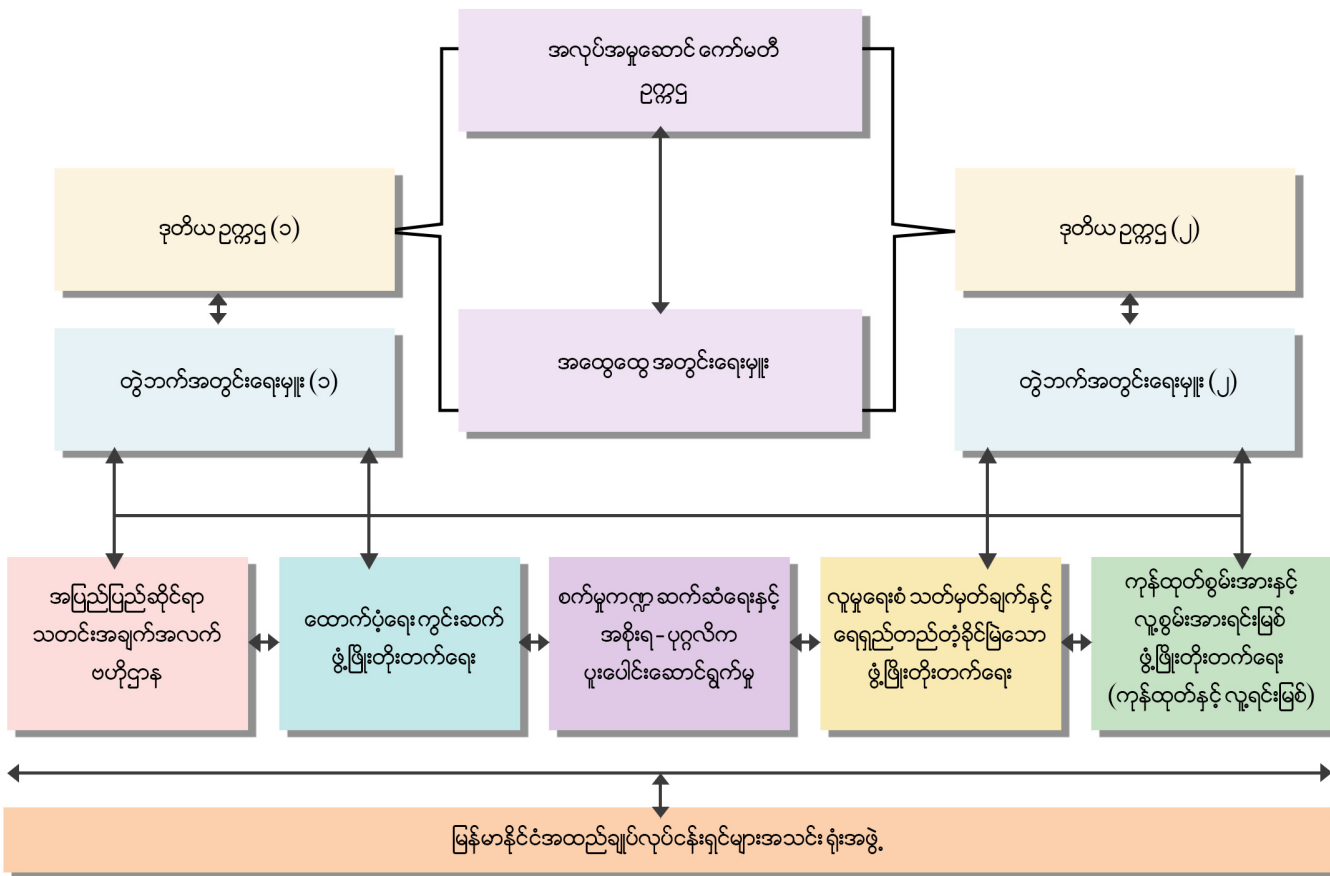 အလုပ်အမှုဆောင် ကော်မတီ
ဥက္ကဌ
ဒုတိယ ဥက္ကဌ (၁)
ဒုတိယ ဥက္ကဌ (၂)
အထွေထွေ အတွင်းရေးမှူး
တွဲဘက်အတွင်းရေးမှူး (၁)
တွဲဘက်အတွင်းရေးမှူး (၂)
အပြည်ပြည်ဆိုင်ရာ
သတင်းအချက်အလက်
ဗဟိုဌာန
ထောက်ပံ့ရေး ကွင်းဆက်
ဖွံ့ဖြိုးတိုးတက်ရေး
စက်မှုကဏ္ဍ ဆက်ဆံရေးနှင့်
အစိုးရ - ပုဂ္ဂလိက
ပူးပေါင်းဆောင်ရွက်မှု
လူမှုရေးစံ သတ်မှတ်ချက်နှင့်
ရေရှည်တည်တံ့ခိုင်မြဲသော
ဖွံ့ဖြိုးတိုးတက်ရေး
ကုန်ထုတ်စွမ်းအားနှင့်
လူ့စွမ်းအားရင်းမြစ်
ဖွံ့ဖြိုးတိုးတက်ရေး
(ကုန်ထုတ်နှင့် လူ့ရင်းမြစ်)
မြန်မာနိုင်ငံအထည်ချုပ်လုပ်ငန်းရှင်များအသင်း ရုံးအဖွဲ့